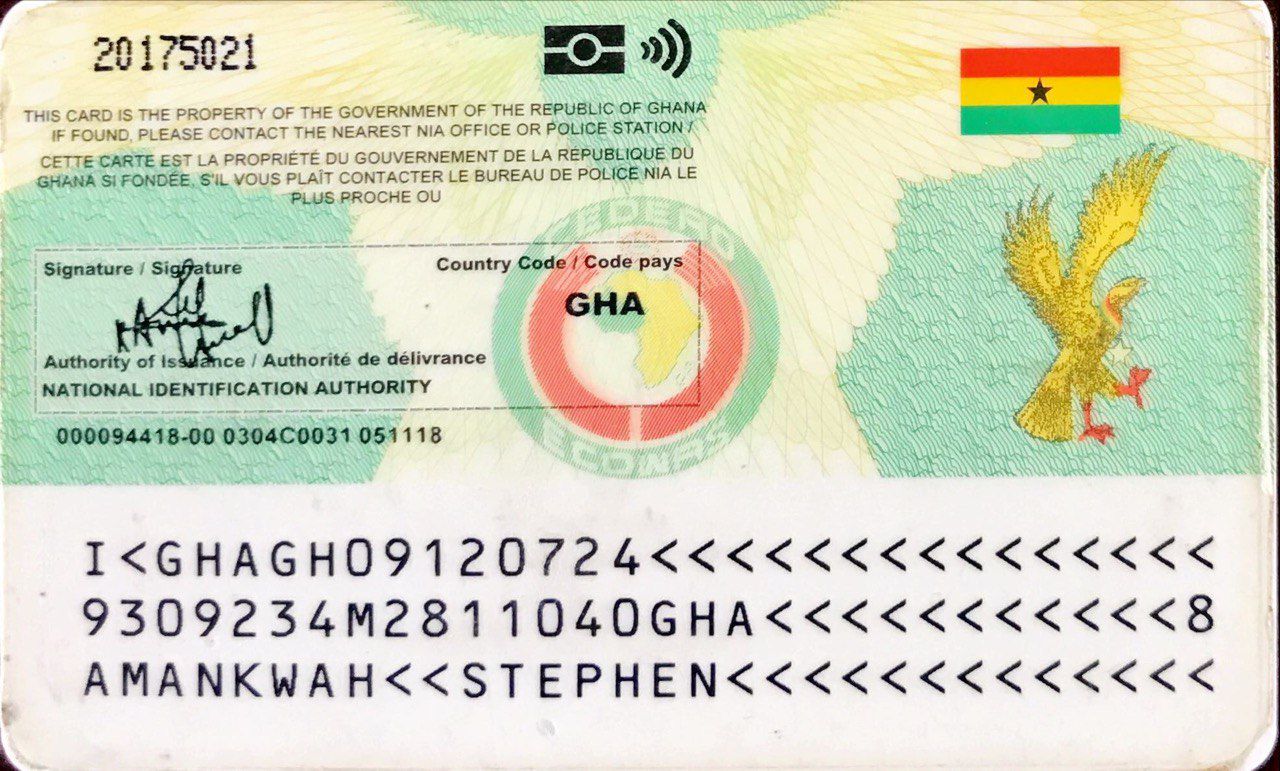 20175021
THIS CARD IS THE PROPERTY OF THE GOVERNMENT OF THE REPUBLIC OF GHANA
IF FOUND, PLEASE CONTACT THE NEAREST NIA OFFICE OR POLICE STATION /
CETTE CARTE EST LA PROPRIÉTÉ DU GOUVERNEMENT DE LA RÉPUBLIQUE DU
GHANA SI FONDÉE, S'IL VOUS PLAÎT CONTACTER LE BUREAU DE POLICE NIA LE
PLUS PROCHE OU
Signature / Signature
Country Code / Code pays
GHA
Authority of Issuance / Authorité de délivrance
NATIONAL IDENTIFICATION AUTHORITY
000094418-00 0304C0031 051118
ECOWAS
I<GHAGH09120724<<<<<<<<<<<<<<<
9309234M2811040GHA<<<<<<<<<<<8
AMANKWAH<<STEPHEN<<<<<<<<<<<<<